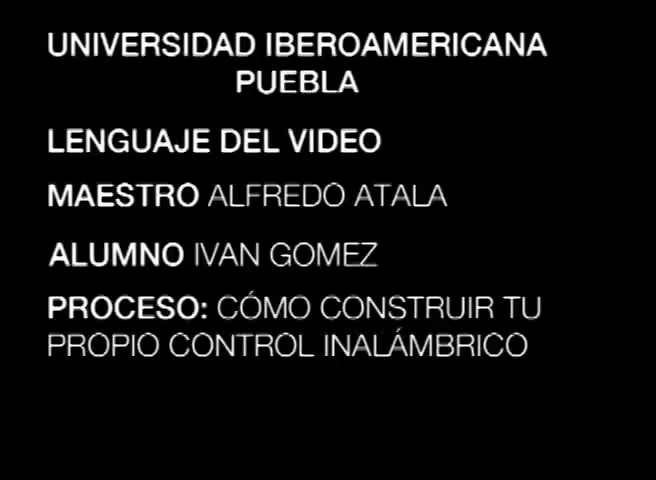 UNIVERSIDAD IBEROAMERICANA
PUEBLA
LENGUAJE DEL VIDEO
MAESTRO ALFREDO ATALA
ALUMNO IVAN GOMEZ
PROCESO: CÓMO CONSTRUIR TU
PROPIO CONTROL INALÁMBRICO